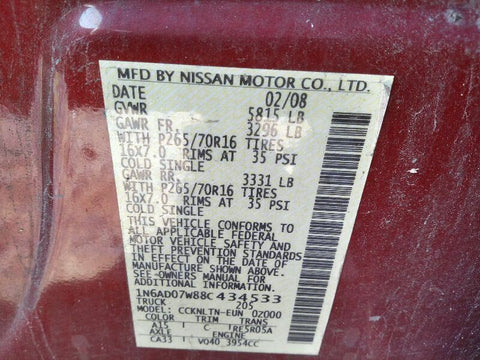 MFD BY NISSAN MOTOR CO., LTD.
DATE 02/08
GVWR 5815 LB
GAWR FR. 3296 LB
WITH P265/70R16 TIRES
16X7.0 RIMS AT 35 PSI
COLD SINGLE
GAWR RR. 3331 LB
WITH P265/70R16 TIRES
16X7.0 RIMS AT 35 PSI
COLD SINGLE
THIS VEHICLE CONFORMS TO
ALL APPLICABLE FEDERAL
MOTOR VEHICLE SAFETY AND
THEFT PREVENTION STANDARDS
IN EFFECT ON THE DATE OF
MANUFACTURE SHOWN ABOVE.
SEE-OWNERS MANUAL FOR
ADDITIONAL INFORMATION
1N6AD07W88C434533
TRUCK 205
MODEL: CCKNLTN-EUN 02000
COLOR TRIM TRANS
A15 C RE5R05A
AXLE ENGINE
CA33 VQ40 3954CC